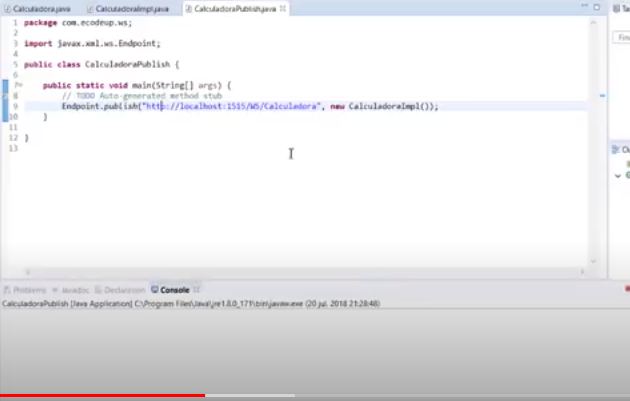 Calculadora.java CalculadoraImpl.java CalculadoraPublish.java
1 package com.ecodeup.ws;
2
3 import javax.xml.ws.Endpoint;
4
5 public class CalculadoraPublish {
6
7 public static void main(String[] args) {
8 // TODO Auto-generated method stub
9 Endpoint.publish("http://localhost:1515/WS/Calculadora", new CalculadoraImpl());
10 }
11
12 }
13
Problems Javadoc Declaration Console
CalculadoraPublish [Java Application] C:\Program Files\Java\jre1.8.0_171\bin\javaw.exe (20 jul. 2018 21:28:48)